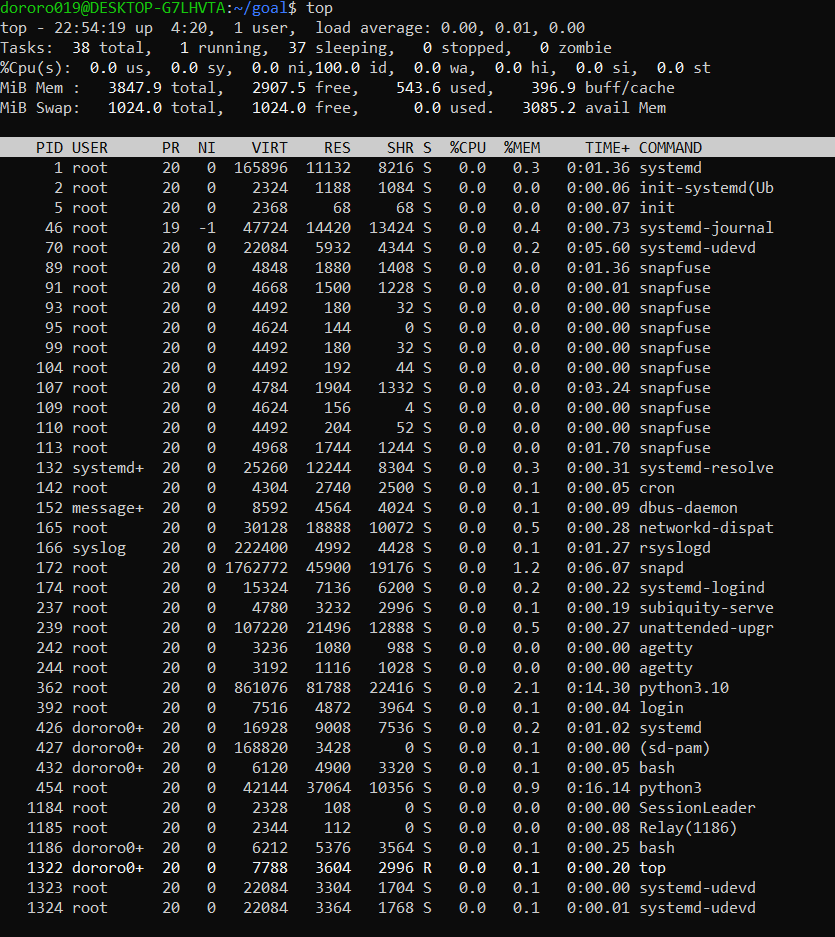 dororo019@DESKTOP-G7LHVTA:~/goal$ top
top - 22:54:19 up  4:20,  1 user,  load average: 0.00, 0.01, 0.00
Tasks:  38 total,   1 running,  37 sleeping,   0 stopped,   0 zombie
%Cpu(s):  0.0 us,  0.0 sy,  0.0 ni,100.0 id,  0.0 wa,  0.0 hi,  0.0 si,  0.0 st
MiB Mem :   3847.9 total,   2907.5 free,    543.6 used,    396.9 buff/cache
MiB Swap:   1024.0 total,   1024.0 free,      0.0 used.   3085.2 avail Mem
    PID USER      PR  NI    VIRT    RES    SHR S  %CPU  %MEM     TIME+ COMMAND
      1 root      20   0  165896  11132   8216 S   0.0   0.3   0:01.36 systemd
      2 root      20   0    2324   1188   1084 S   0.0   0.0   0:00.06 init-systemd(Ub
      5 root      20   0    2368     68     68 S   0.0   0.0   0:00.07 init
     46 root      19  -1   47724  14420  13424 S   0.0   0.4   0:00.73 systemd-journal
     70 root      20   0   22084   5932   4344 S   0.0   0.2   0:05.60 systemd-udevd
     89 root      20   0    4848   1880   1408 S   0.0   0.0   0:01.36 snapfuse
     91 root      20   0    4668   1500   1228 S   0.0   0.0   0:00.01 snapfuse
     93 root      20   0    4492    180     32 S   0.0   0.0   0:00.00 snapfuse
     95 root      20   0    4624    144      0 S   0.0   0.0   0:00.00 snapfuse
     99 root      20   0    4492    180     32 S   0.0   0.0   0:00.00 snapfuse
    104 root      20   0    4492    192     44 S   0.0   0.0   0:00.00 snapfuse
    107 root      20   0    4784   1904   1332 S   0.0   0.0   0:03.24 snapfuse
    109 root      20   0    4624    156      4 S   0.0   0.0   0:00.00 snapfuse
    110 root      20   0    4492    204     52 S   0.0   0.0   0:00.00 snapfuse
    113 root      20   0    4968   1744   1244 S   0.0   0.0   0:01.70 snapfuse
    132 systemd+  20   0   25260  12244   8304 S   0.0   0.3   0:00.31 systemd-resolve
    142 root      20   0    4304   2740   2500 S   0.0   0.1   0:00.05 cron
    152 message+  20   0    8592   4564   4024 S   0.0   0.1   0:00.09 dbus-daemon
    165 root      20   0   30128  18888  10072 S   0.0   0.5   0:00.28 networkd-dispat
    166 syslog    20   0  222400   4992   4428 S   0.0   0.1   0:01.27 rsyslogd
    172 root      20   0 1762772  45900  19176 S   0.0   1.2   0:06.07 snapd
    174 root      20   0   15324   7136   6200 S   0.0   0.2   0:00.22 systemd-logind
    237 root      20   0    4780   3232   2996 S   0.0   0.1   0:00.19 subiquity-serve
    239 root      20   0  107220  21496  12888 S   0.0   0.5   0:00.27 unattended-upgr
    242 root      20   0    3236   1080    988 S   0.0   0.0   0:00.00 agetty
    244 root      20   0    3192   1116   1028 S   0.0   0.0   0:00.00 agetty
    362 root      20   0  861076  81788  22416 S   0.0   2.1   0:14.30 python3.10
    392 root      20   0    7516   4872   3964 S   0.0   0.1   0:00.04 login
    426 dororo0+  20   0   16928   9008   7536 S   0.0   0.2   0:01.02 systemd
    427 dororo0+  20   0  168820   3428      0 S   0.0   0.1   0:00.00 (sd-pam)
    432 dororo0+  20   0    6120   4900   3320 S   0.0   0.1   0:00.05 bash
    454 root      20   0   42144  37064  10356 S   0.0   0.9   0:16.14 python3
   1184 root      20   0    2328    108      0 S   0.0   0.0   0:00.00 SessionLeader
   1185 root      20   0    2344    112      0 S   0.0   0.0   0:00.08 Relay(1186)
   1186 dororo0+  20   0    6212   5376   3564 S   0.0   0.1   0:00.25 bash
   1322 dororo0+  20   0    7788   3604   2996 R   0.0   0.1   0:00.20 top
   1323 root      20   0   22084   3304   1704 S   0.0   0.1   0:00.00 systemd-udevd
   1324 root      20   0   22084   3364   1768 S   0.0   0.1   0:00.01 systemd-udevd